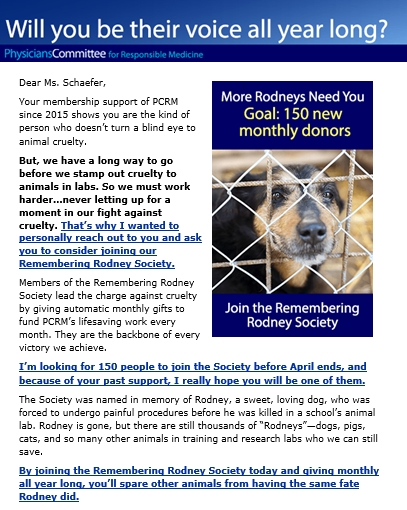 Will you be their voice all year long?
PhysiciansCommittee for Responsible Medicine
Dear Ms. Schaefer,
Your membership support of PCRM
since 2015 shows you are the kind of
person who doesn't turn a blind eye to
animal cruelty.
But, we have a long way to go
before we stamp out cruelty to
animals in labs. So we must work
harder...never letting up for a
moment in our fight against
cruelty. That's why I wanted to
personally reach out to you and ask
you to consider joining our
Remembering Rodney Society.
Members of the Remembering Rodney
Society lead the charge against cruelty
by giving automatic monthly gifts to
fund PCRM's lifesaving work every
month. They are the backbone of every
victory we achieve.
More Rodneys Need You
Goal: 150 new
monthly donors
Join the Remembering
Rodney Society
I'm looking for 150 people to join the Society before April ends, and
because of your past support, I really hope you will be one of them.
The Society was named in memory of Rodney, a sweet, loving dog, who was
forced to undergo painful procedures before he was killed in a school's animal
lab. Rodney is gone, but there are still thousands of "Rodneys"—dogs, pigs,
cats, and so many other animals in training and research labs who we can still
save.
By joining the Remembering Rodney Society today and giving monthly
all year long, you'll spare other animals from having the same fate
Rodney did.